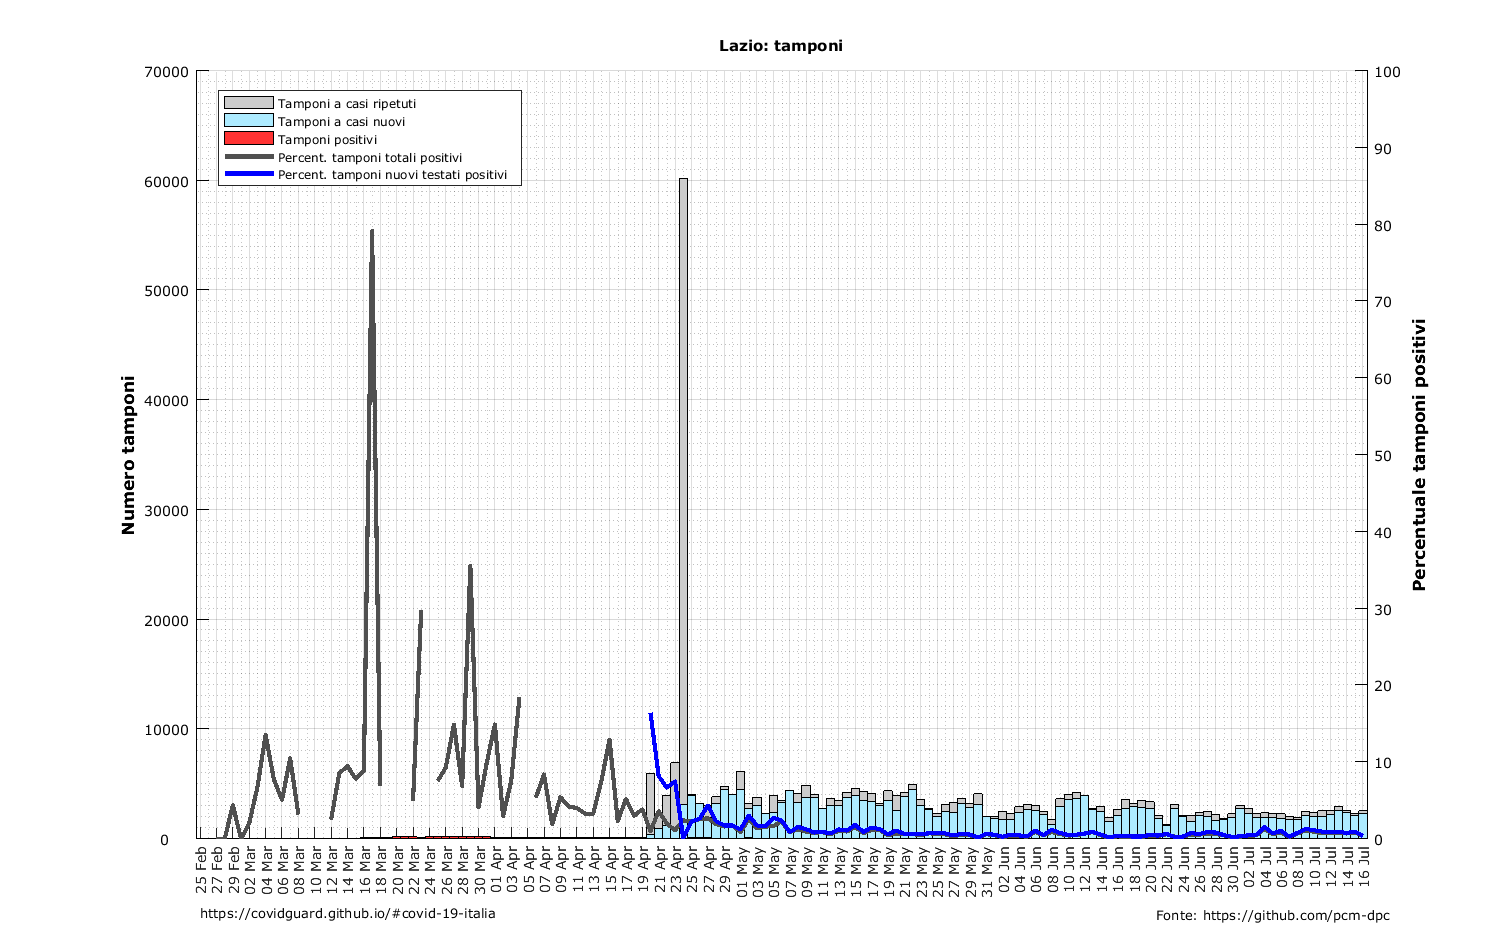 Lazio: tamponi
70000
60000
50000
40000
30000
20000
10000
0
Numero tamponi
Tamponi a casi ripetuti
Tamponi a casi nuovi
Tamponi positivi
Percent. tamponi totali positivi
Percent. tamponi nuovi testati positivi
100
90
80
70
60
50
40
30
20
10
0
Percentuale tamponi positivi
25 Feb
27 Feb
29 Feb
02 Mar
04 Mar
06 Mar
08 Mar
10 Mar
12 Mar
14 Mar
16 Mar
18 Mar
20 Mar
22 Mar
24 Mar
26 Mar
28 Mar
30 Mar
01 Apr
03 Apr
05 Apr
07 Apr
09 Apr
11 Apr
13 Apr
15 Apr
17 Apr
19 Apr
21 Apr
23 Apr
25 Apr
27 Apr
29 Apr
01 May
03 May
05 May
07 May
09 May
11 May
13 May
15 May
17 May
19 May
21 May
23 May
25 May
27 May
29 May
31 May
02 Jun
04 Jun
06 Jun
08 Jun
10 Jun
12 Jun
14 Jun
16 Jun
18 Jun
20 Jun
22 Jun
24 Jun
26 Jun
28 Jun
30 Jun
02 Jul
04 Jul
06 Jul
08 Jul
10 Jul
12 Jul
14 Jul
16 Jul
https://covidguard.github.io/#covid-19-italia
Fonte: https://github.com/pcm-dpc